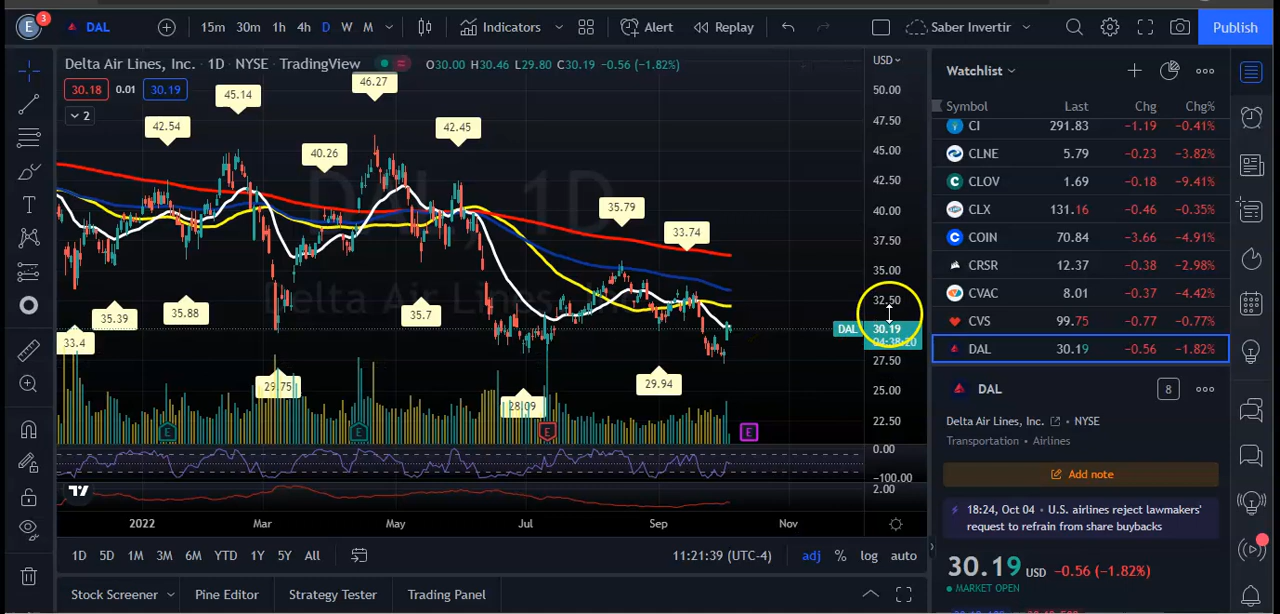 E 3 DAL 15m 30m 1h 4h D W M Indicators Alert Replay Saber Invertir Publish
Delta Air Lines, Inc. · 1D · NYSE · TradingView O30.00 H30.46 L29.80 C30.19 −0.56 (−1.82%)
30.18 0.01 30.19
2
USD
50.00
47.50
45.00
42.50
40.00
37.50
35.00
32.50
DAL 30.19
04:38:20
27.50
25.00
22.50
0.00
−100.00
2.00
42.54
45.14
40.26
46.27
42.45
35.79
33.74
33.4
35.39
35.88
29.75
35.7
28.09
29.94
DAL, 1D
Delta Air Lines, Inc.
E E E E
2022 Mar May Jul Sep Nov
1D 5D 1M 3M 6M YTD 1Y 5Y All 11:21:39 (UTC-4) adj % log auto
Stock Screener Pine Editor Strategy Tester Trading Panel
Watchlist
Symbol Last Chg Chg%
CI 291.83 −1.19 −0.41%
CLNE 5.79 −0.23 −3.82%
CLOV 1.69 −0.18 −9.41%
CLX 131.16 −0.46 −0.35%
COIN 70.84 −3.66 −4.91%
CRSR 12.37 −0.38 −2.98%
CVAC 8.01 −0.37 −4.42%
CVS 99.75 −0.77 −0.77%
DAL 30.19 −0.56 −1.82%
DAL 8
Delta Air Lines, Inc. · NYSE
Transportation · Airlines
Add note
18:24, Oct 04 · U.S. airlines reject lawmakers'
request to refrain from share buybacks
30.19 USD −0.56 (−1.82%)
MARKET OPEN